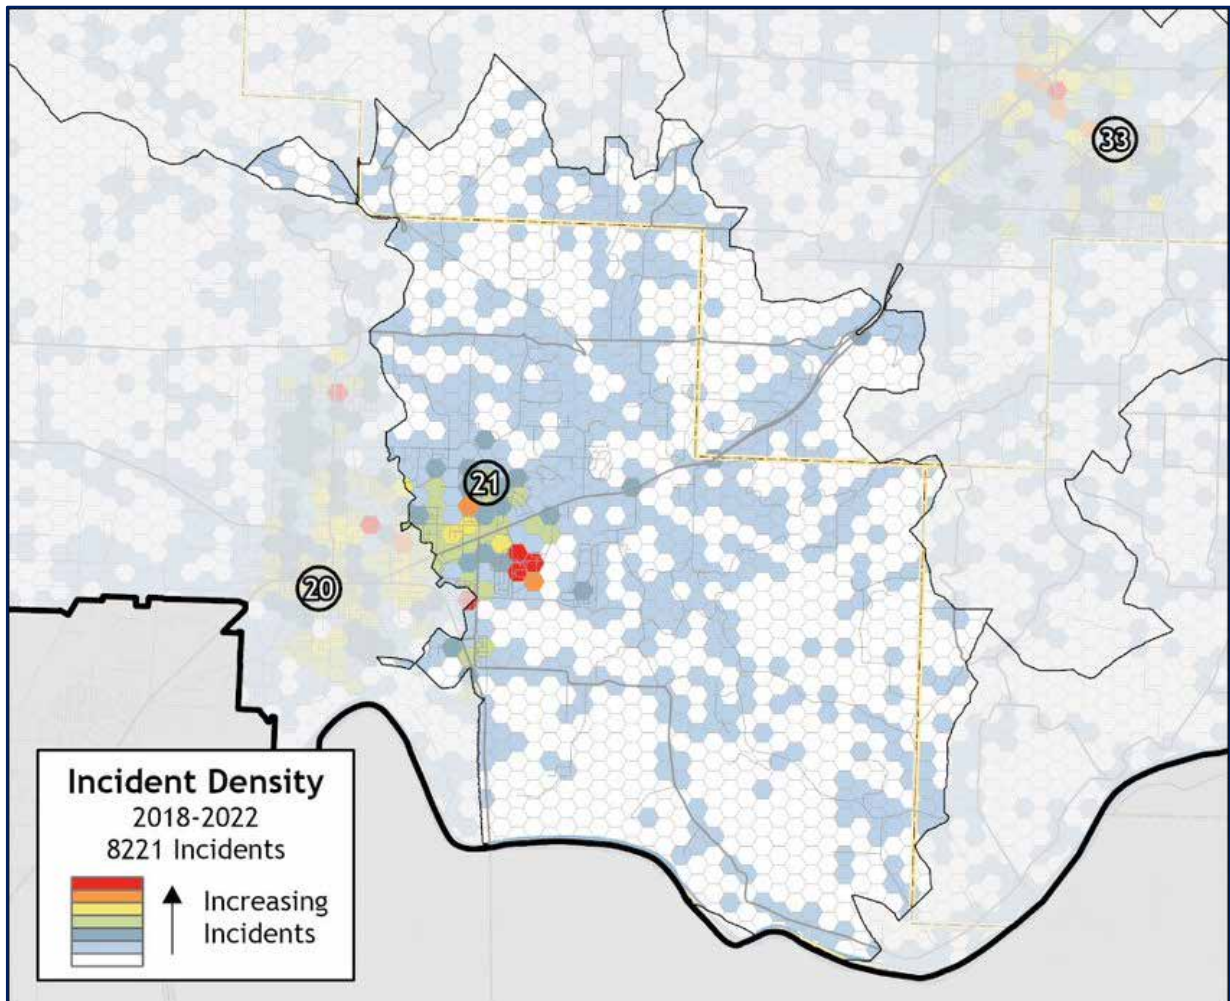 33
21
20
Incident Density
2018-2022
8221 Incidents
Increasing
Incidents